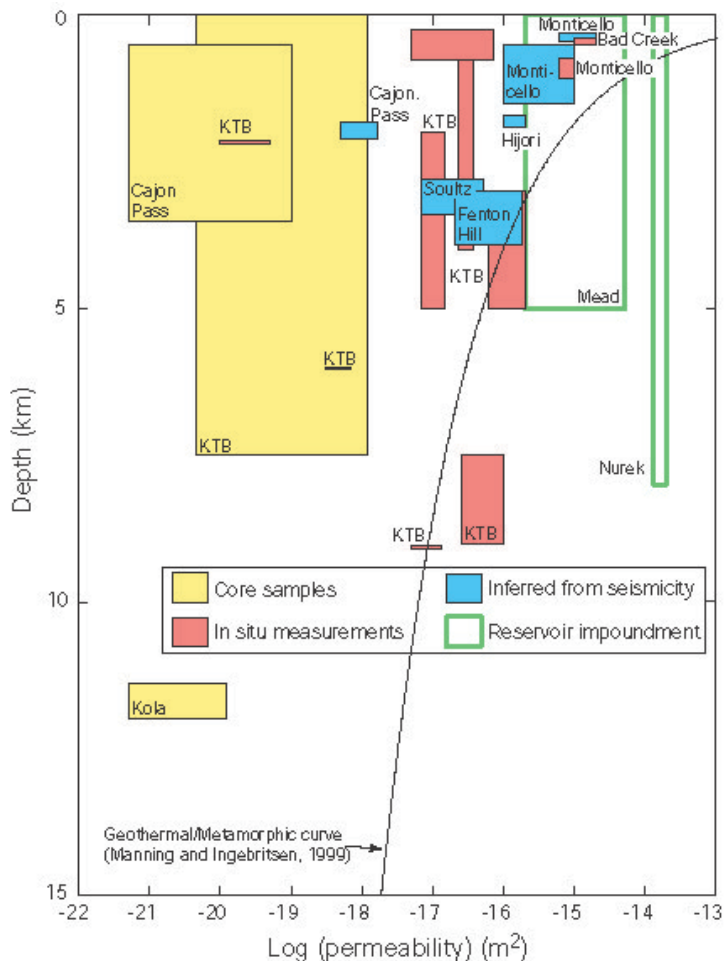 0
Monticello
Bad Creek
Monti-
cello
Monticello
Cajon.
Pass
KTB
KTB
Hijori
Cajon
Pass
Soultz
Fenton
Hill
KTB
Mead
5
KTB
KTB
Nurek
KTB
KTB
Depth (km)
Core samples
Inferred from seismicity
In situ measurements
Reservoir impoundment
10
Kola
Geothermal/Metamorphic curve
(Manning and Ingebritsen, 1999)
15
-22 -21 -20 -19 -18 -17 -16 -15 -14 -13
Log (permeability) (m²)